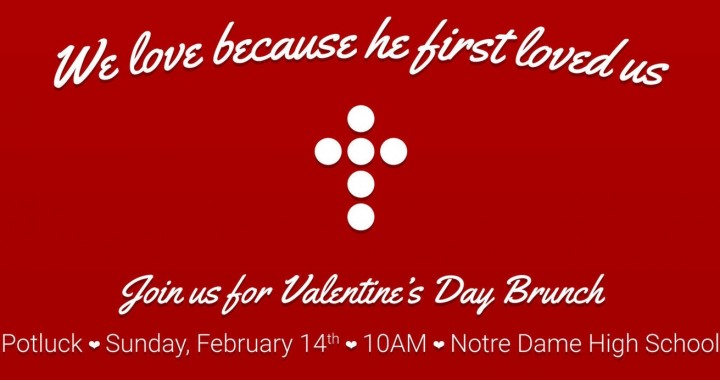 We love because he first loved us
Join us for Valentine's Day Brunch
Potluck ❤ Sunday, February 14th ❤ 10AM ❤ Notre Dame High School